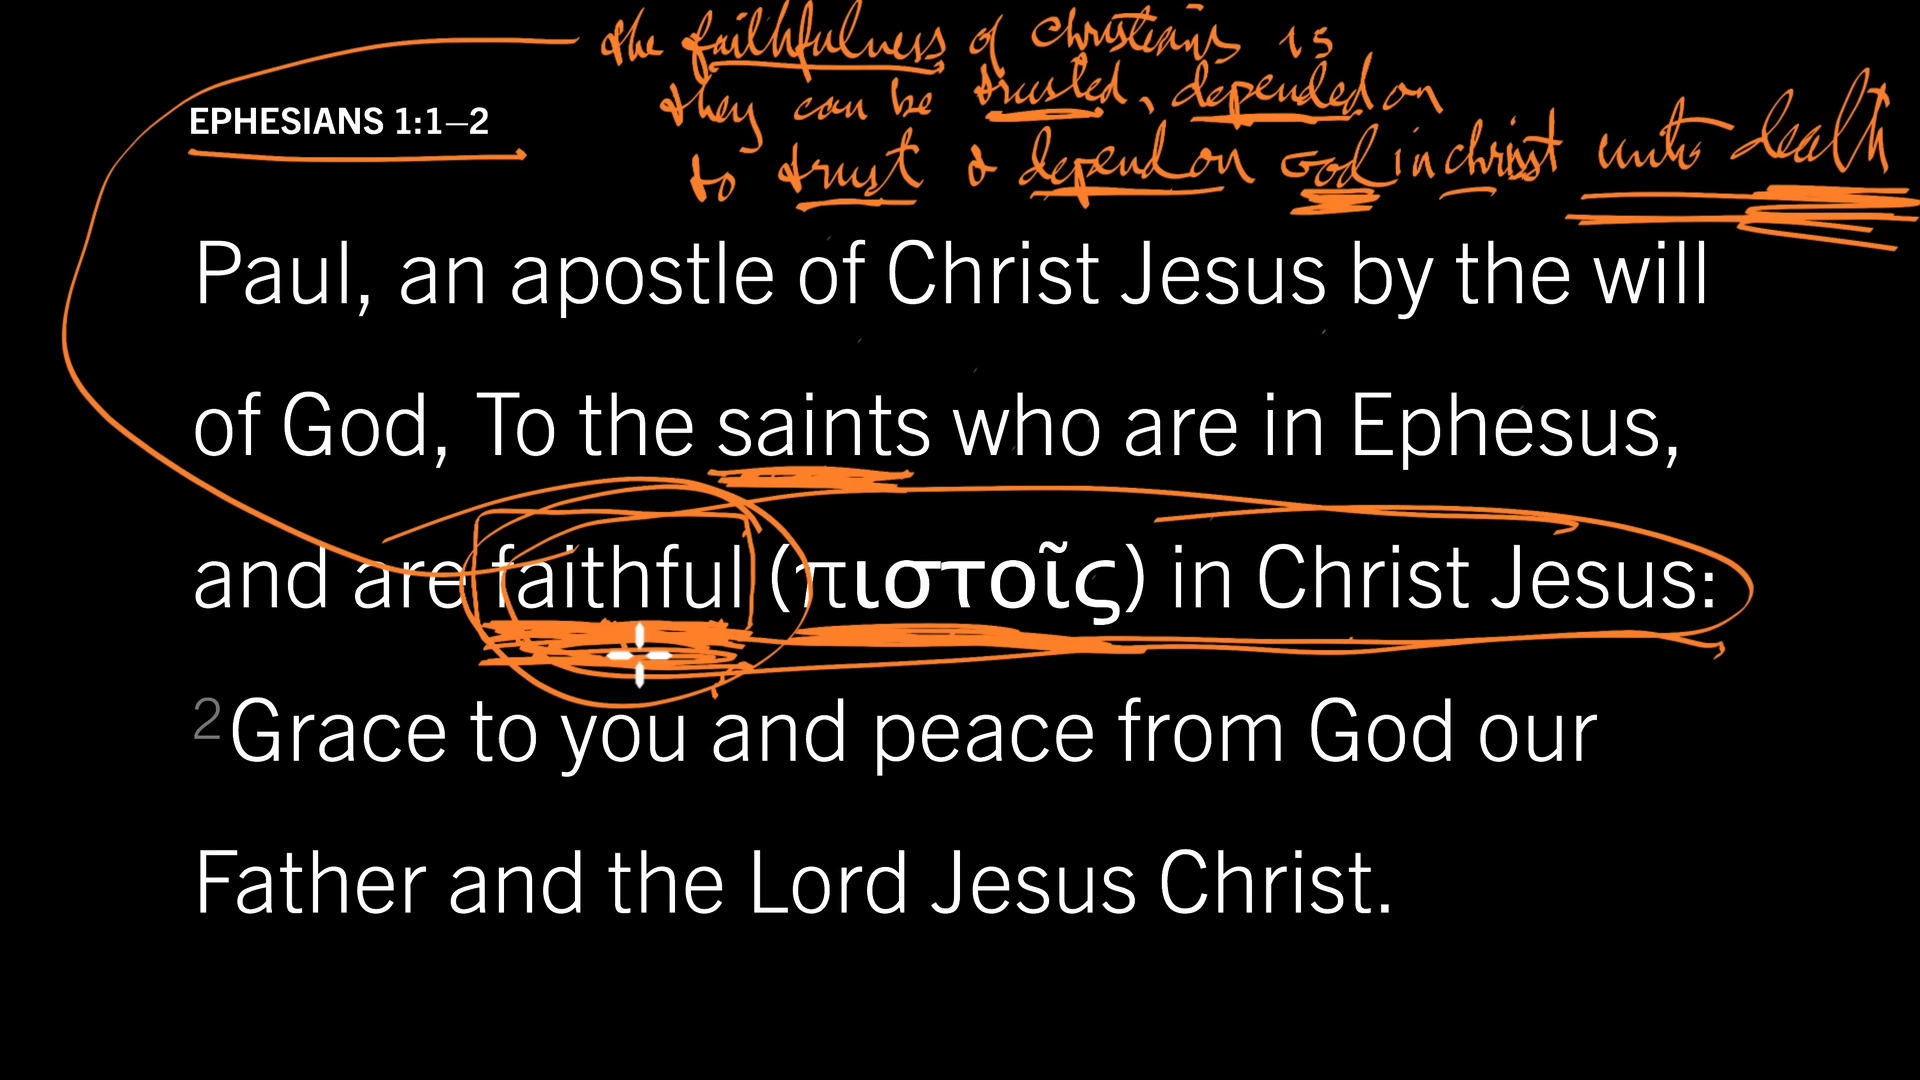 the faithfulness of Christians is
they can be trusted, depended on
to trust & depend on God in Christ unto death
EPHESIANS 1:1–2
Paul, an apostle of Christ Jesus by the will
of God, To the saints who are in Ephesus,
and are faithful (πιστοῖς) in Christ Jesus:
2 Grace to you and peace from God our
Father and the Lord Jesus Christ.